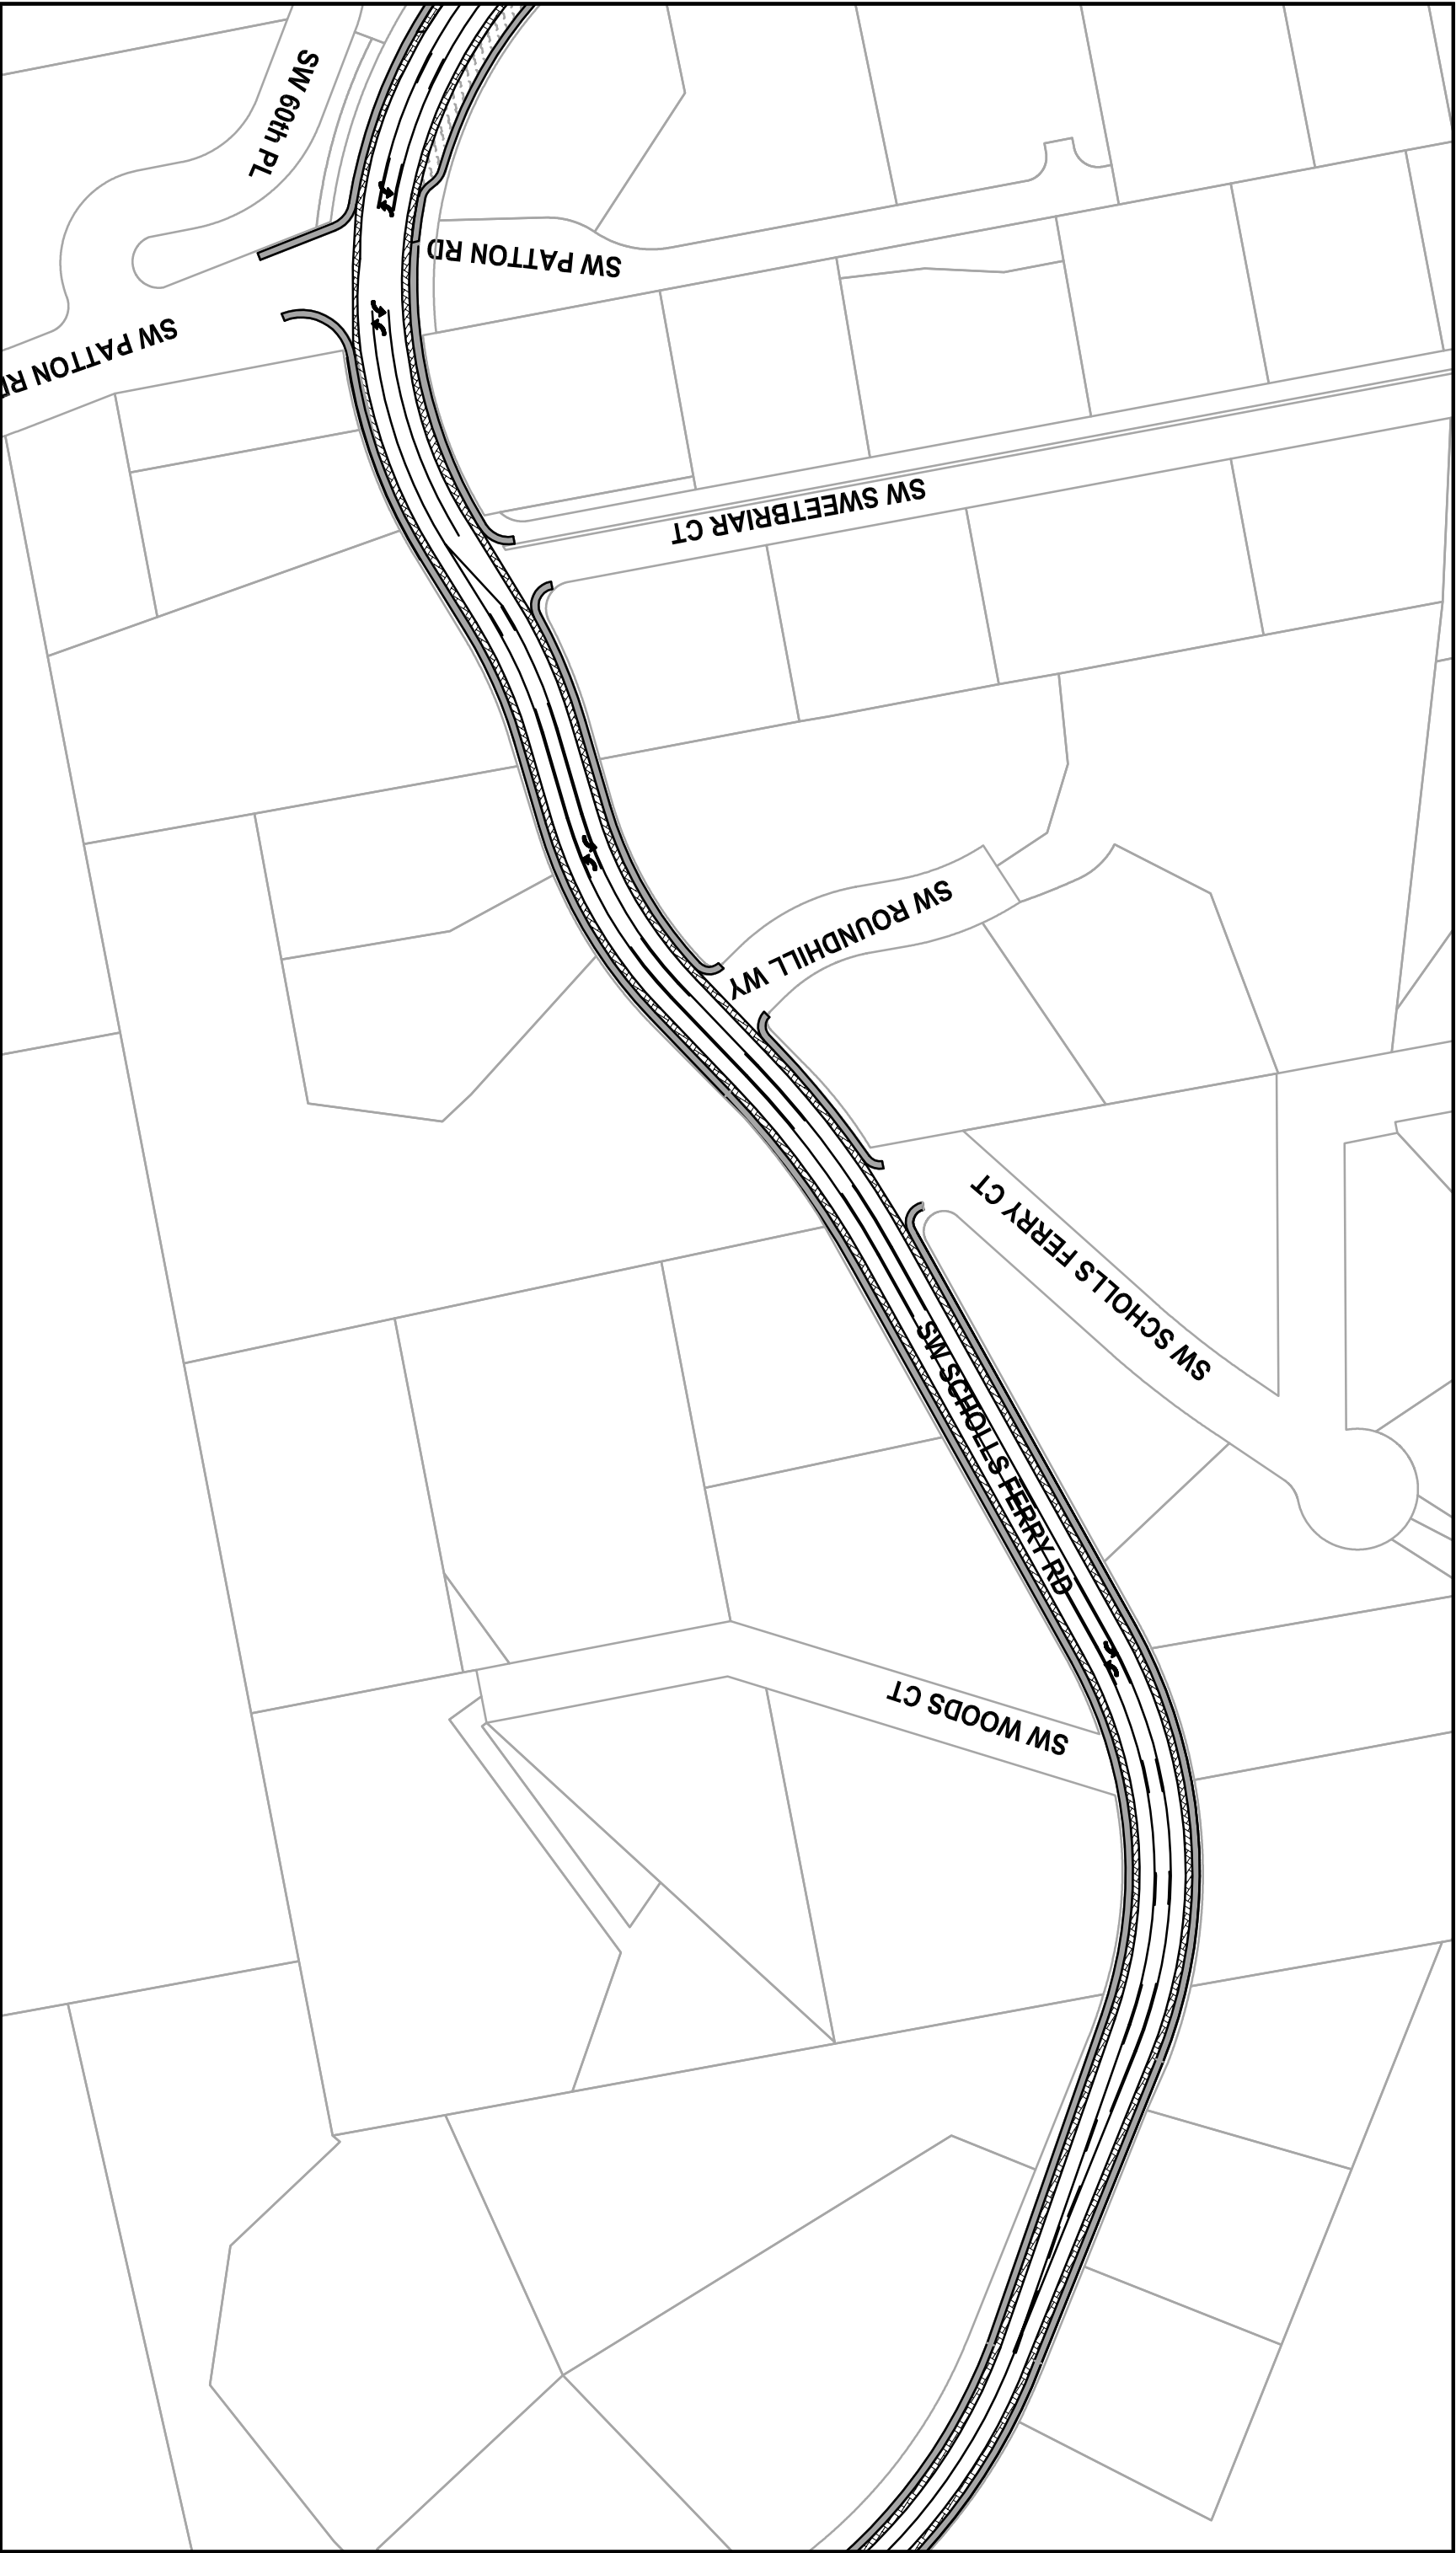 SW 60th PL
SW PATTON RD
SW PATTON RD
SW SWEETBRIAR CT
SW ROUNDHILL WY
SW SCHOLLS FERRY CT
SW SCHOLLS FERRY RD
SW WOODS CT